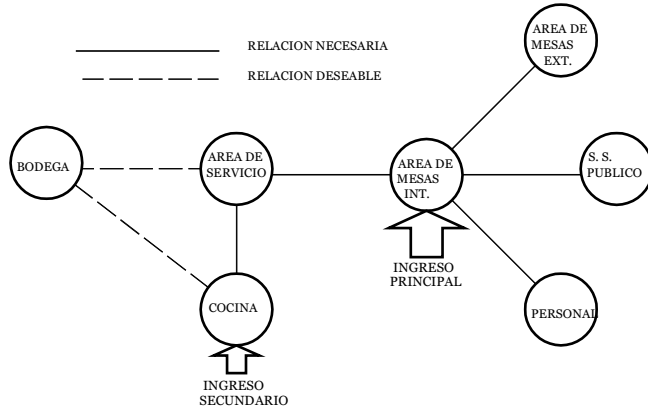 RELACION NECESARIA
RELACION DESEABLE
AREA DE
MESAS
EXT.
BODEGA
AREA DE
SERVICIO
AREA DE
MESAS
INT.
S. S.
PUBLICO
INGRESO
PRINCIPAL
COCINA
PERSONAL
INGRESO
SECUNDARIO